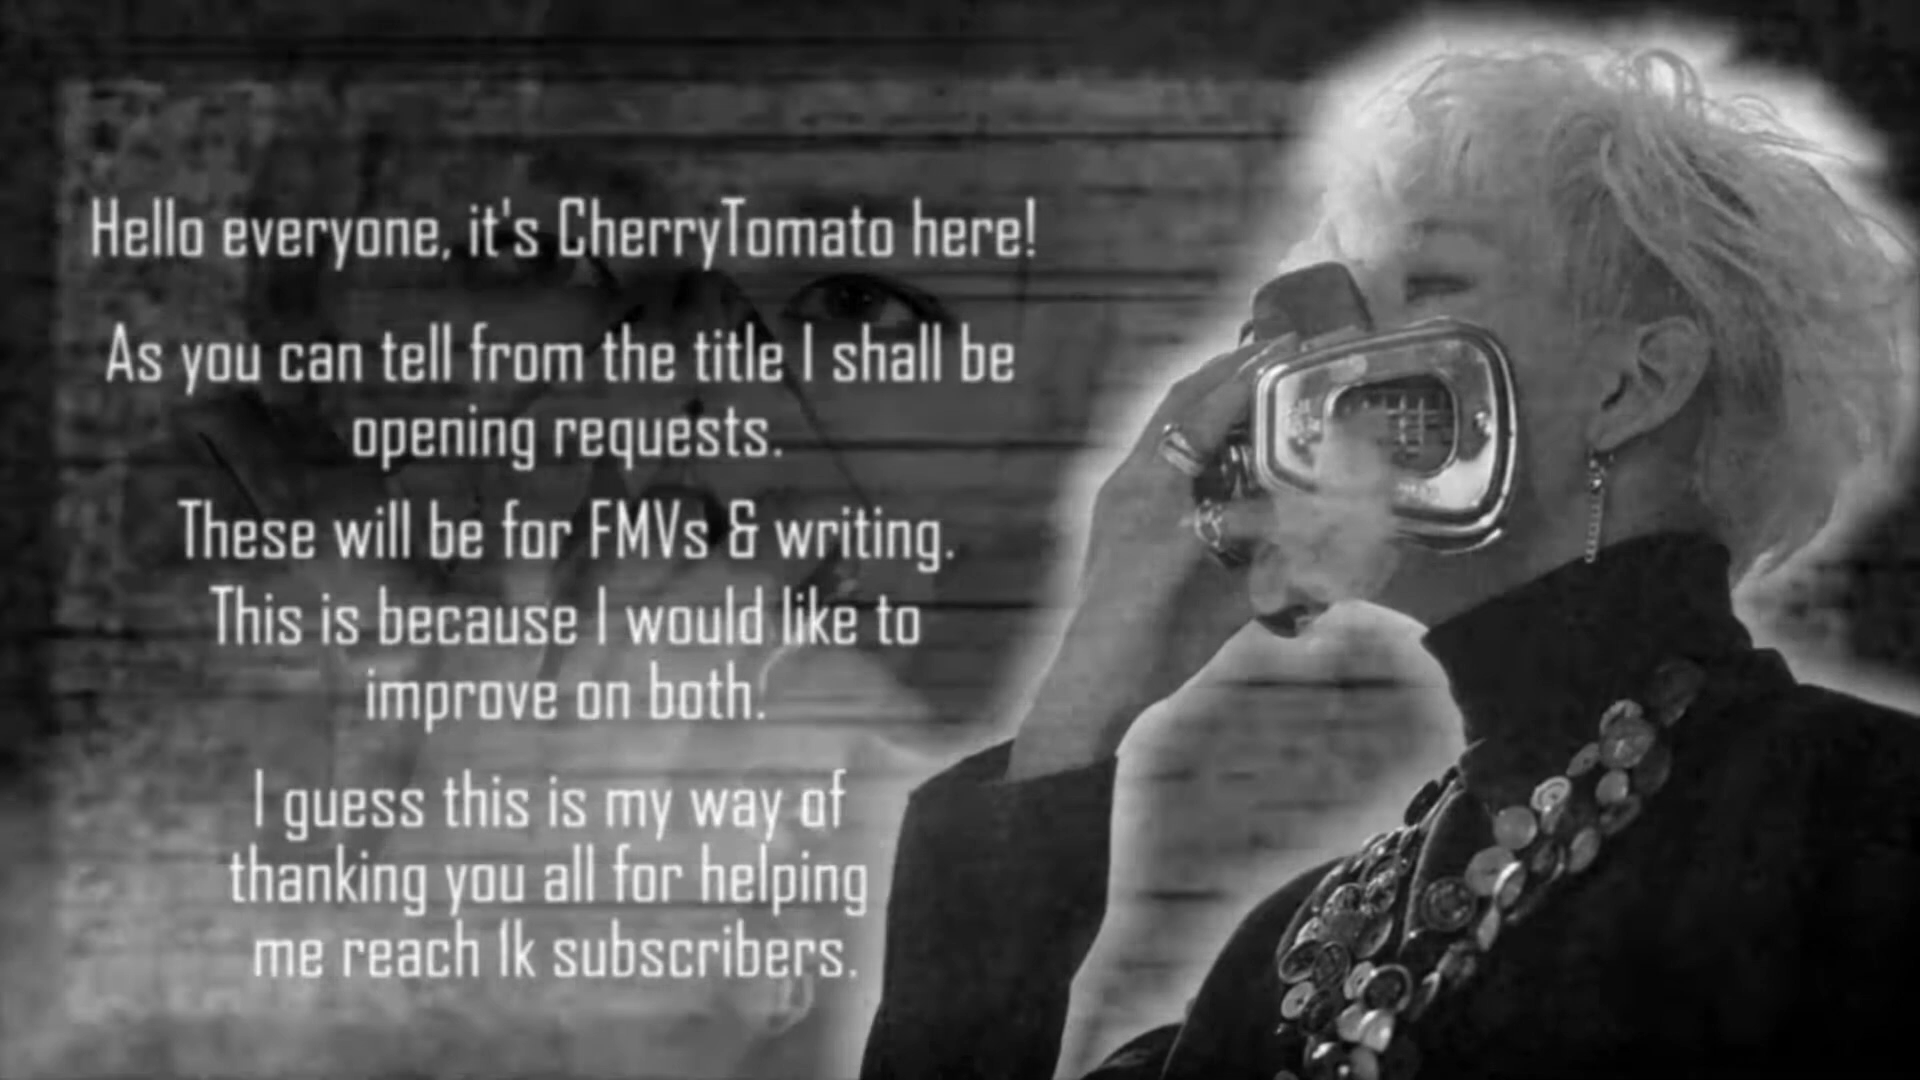 Hello everyone, it's CherryTomato here!
As you can tell from the title I shall be
opening requests.
These will be for FMVs & writing.
This is because I would like to
improve on both.
I guess this is my way of
thanking you all for helping
me reach 1k subscribers.